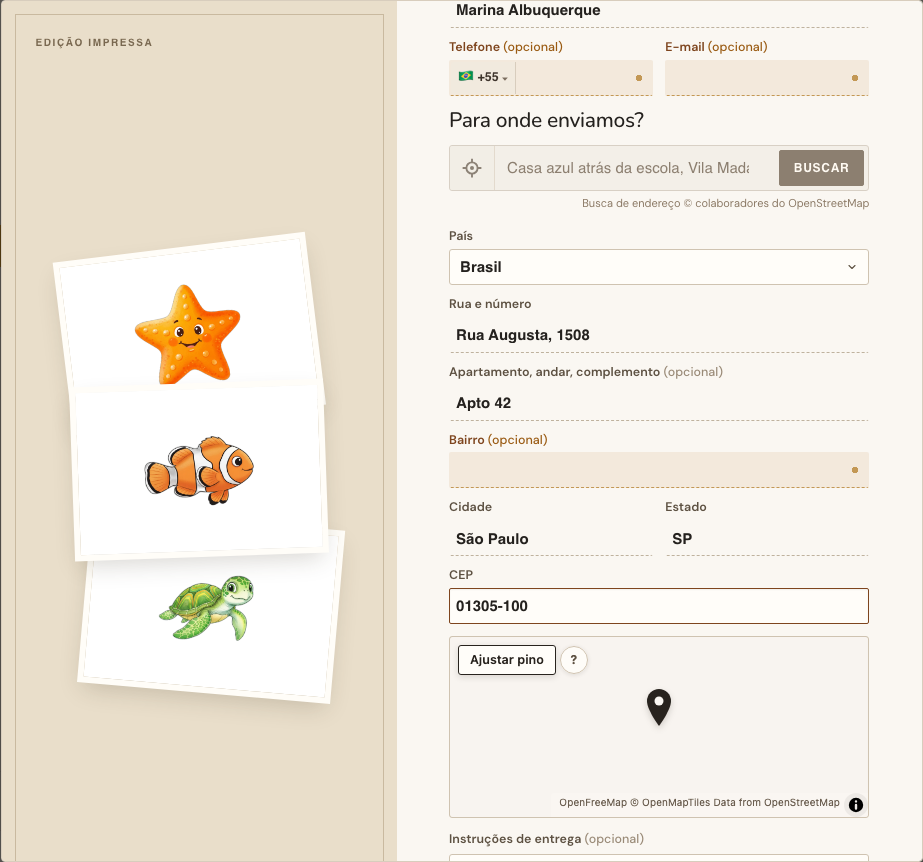 EDIÇÃO IMPRESSA
Marina Albuquerque
Telefone (opcional)
E-mail (opcional)
+55
Para onde enviamos?
Casa azul atrás da escola, Vila Mada
BUSCAR
Busca de endereço © colaboradores do OpenStreetMap
País
Brasil
Rua e número
Rua Augusta, 1508
Apartamento, andar, complemento (opcional)
Apto 42
Bairro (opcional)
Cidade
Estado
São Paulo
SP
CEP
01305-100
Ajustar pino
?
OpenFreeMap © OpenMapTiles Data from OpenStreetMap
Instruções de entrega (opcional)